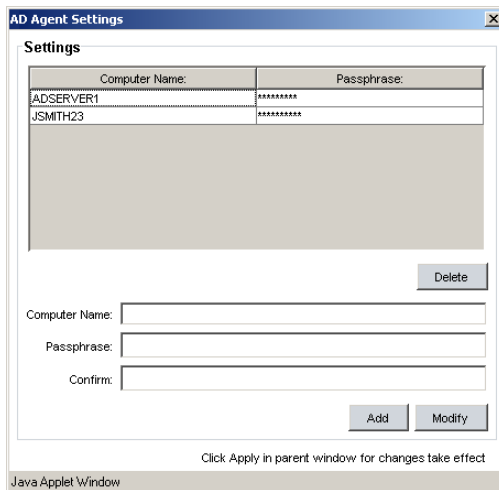 AD Agent Settings
Settings
Computer Name: Passphrase:
ADSERVER1 *********
JSMITH23 **********
Delete
Computer Name:
Passphrase:
Confirm:
Add Modify
Click Apply in parent window for changes take effect
Java Applet Window